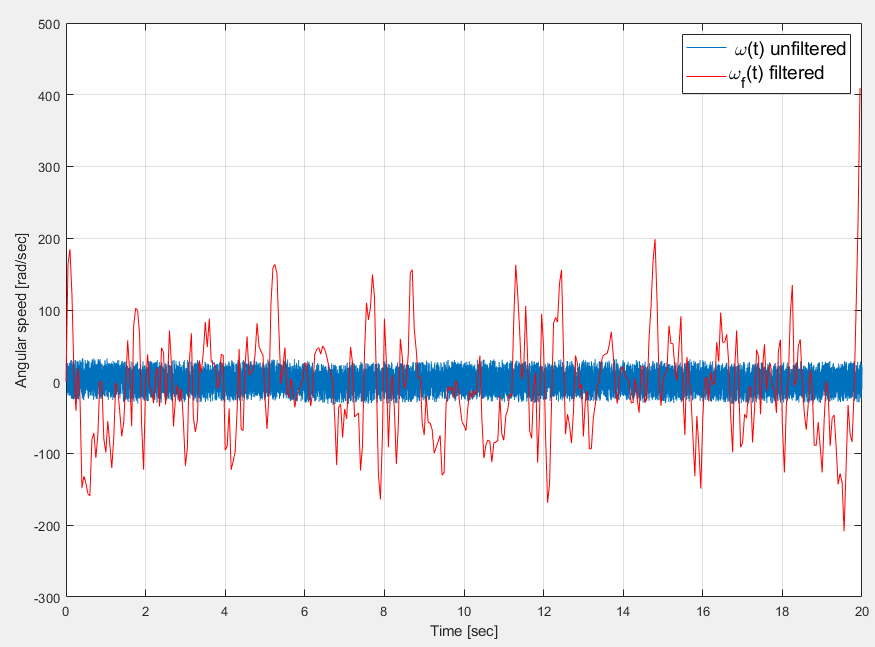 500
400
300
200
100
0
-100
-200
-300
0 2 4 6 8 10 12 14 16 18 20
Time [sec]
Angular speed [rad/sec]
ω(t) unfiltered
ω_f(t) filtered